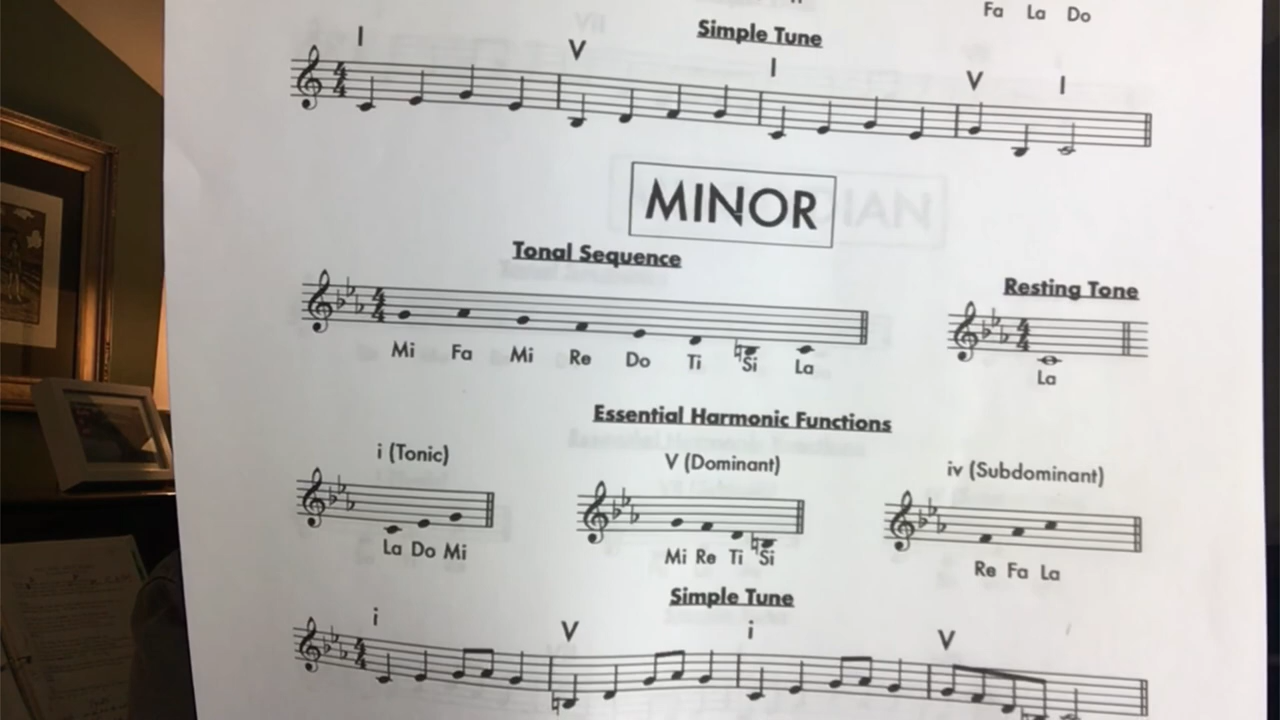 Fa La Do
Simple Tune
I V I V I
MINOR
Tonal Sequence
Resting Tone
4 4
Mi Fa Mi Re Do Ti Si La
La
Essential Harmonic Functions
i (Tonic) V (Dominant) iv (Subdominant)
La Do Mi
Mi Re Ti Si
Re Fa La
Simple Tune
i V i V